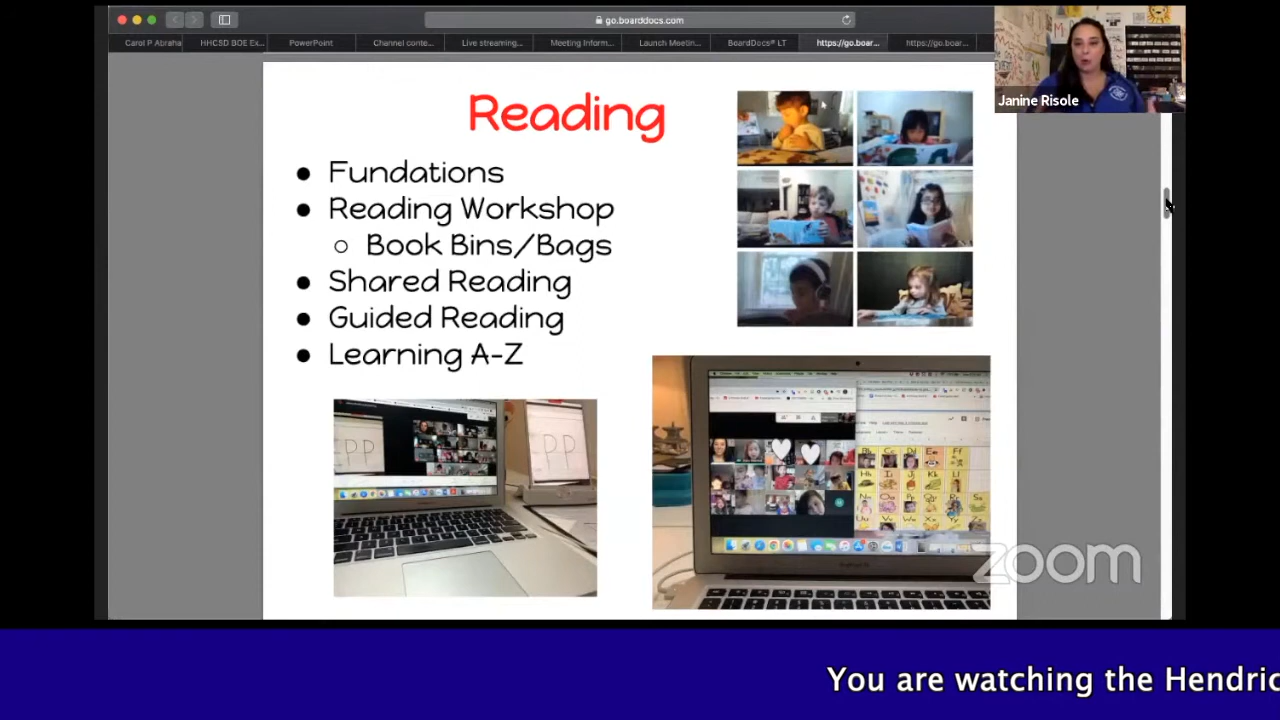 go.boarddocs.com
Carol P Abraha
HHCSD BOE Ex...
PowerPoint
Channel conte...
Live streaming...
Meeting Inform...
Launch Meetin...
BoardDocs® LT
https://go.boar...
https://go.boar...
Janine Risole
Reading
● Fundations
● Reading Workshop
○ Book Bins/Bags
● Shared Reading
● Guided Reading
● Learning A-Z
PP
PP
zoom
You are watching the Hendric